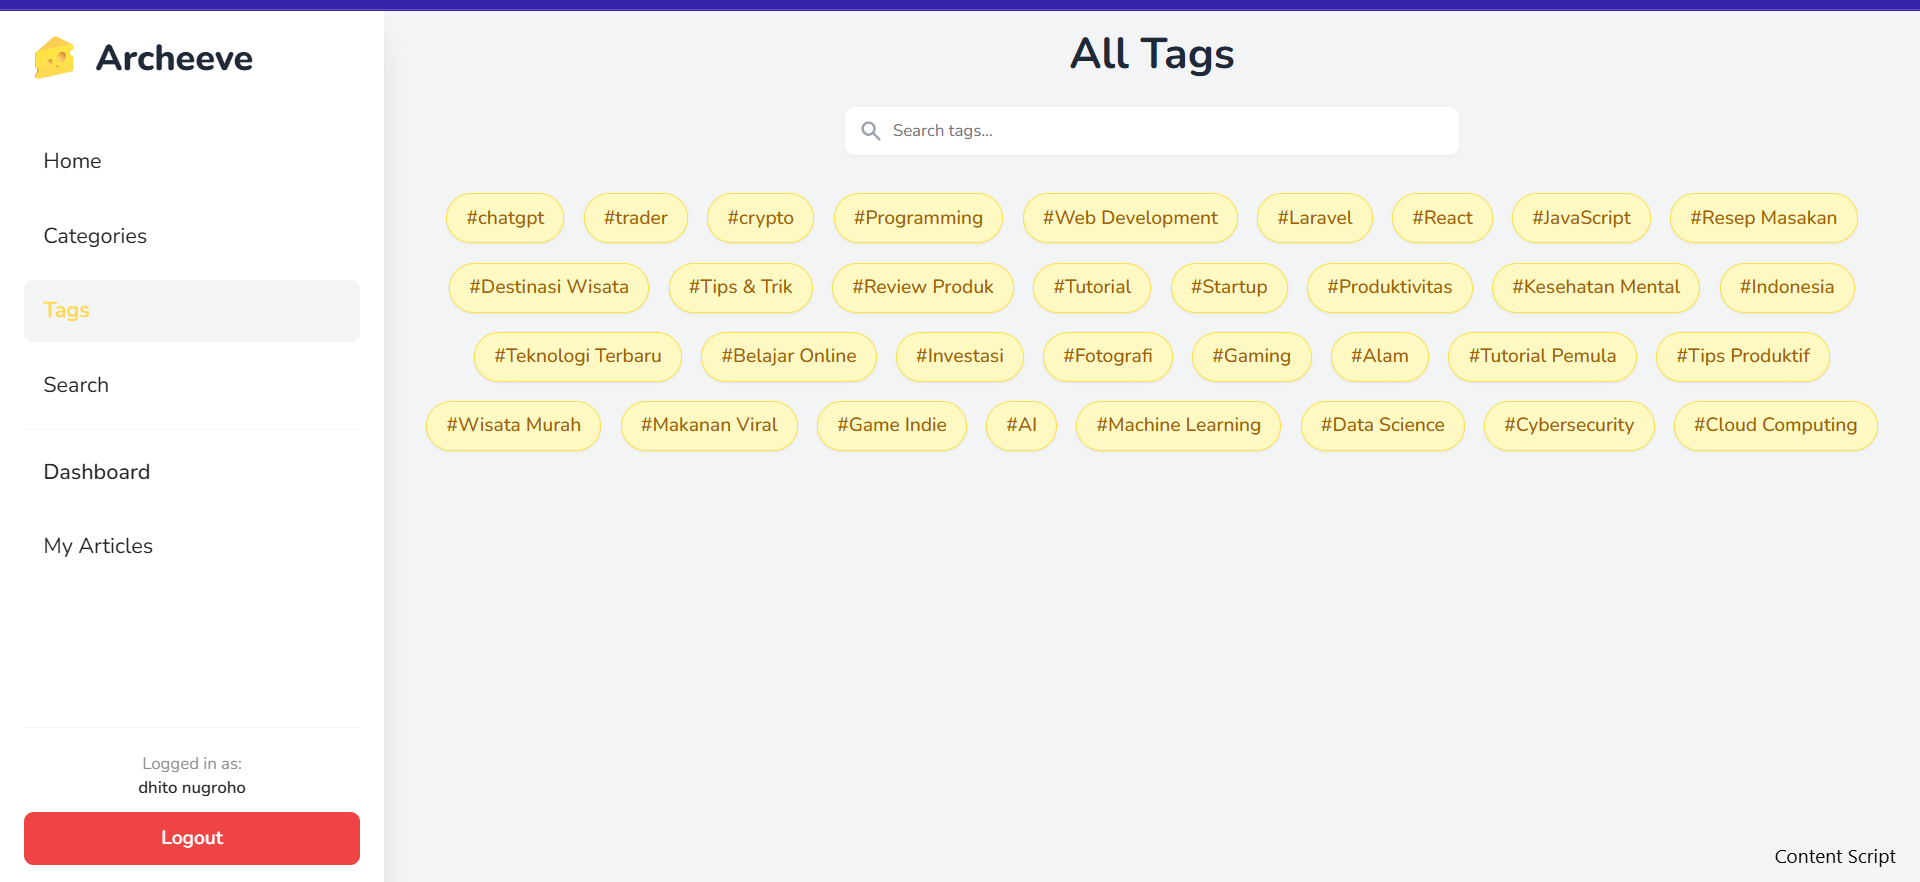 Archeeve
Home
Categories
Tags
Search
Dashboard
My Articles
Logged in as:
dhito nugroho
Logout
All Tags
Search tags...
#chatgpt #trader #crypto #Programming #Web Development #Laravel #React #JavaScript #Resep Masakan
#Destinasi Wisata #Tips & Trik #Review Produk #Tutorial #Startup #Produktivitas #Kesehatan Mental #Indonesia
#Teknologi Terbaru #Belajar Online #Investasi #Fotografi #Gaming #Alam #Tutorial Pemula #Tips Produktif
#Wisata Murah #Makanan Viral #Game Indie #AI #Machine Learning #Data Science #Cybersecurity #Cloud Computing
Content Script